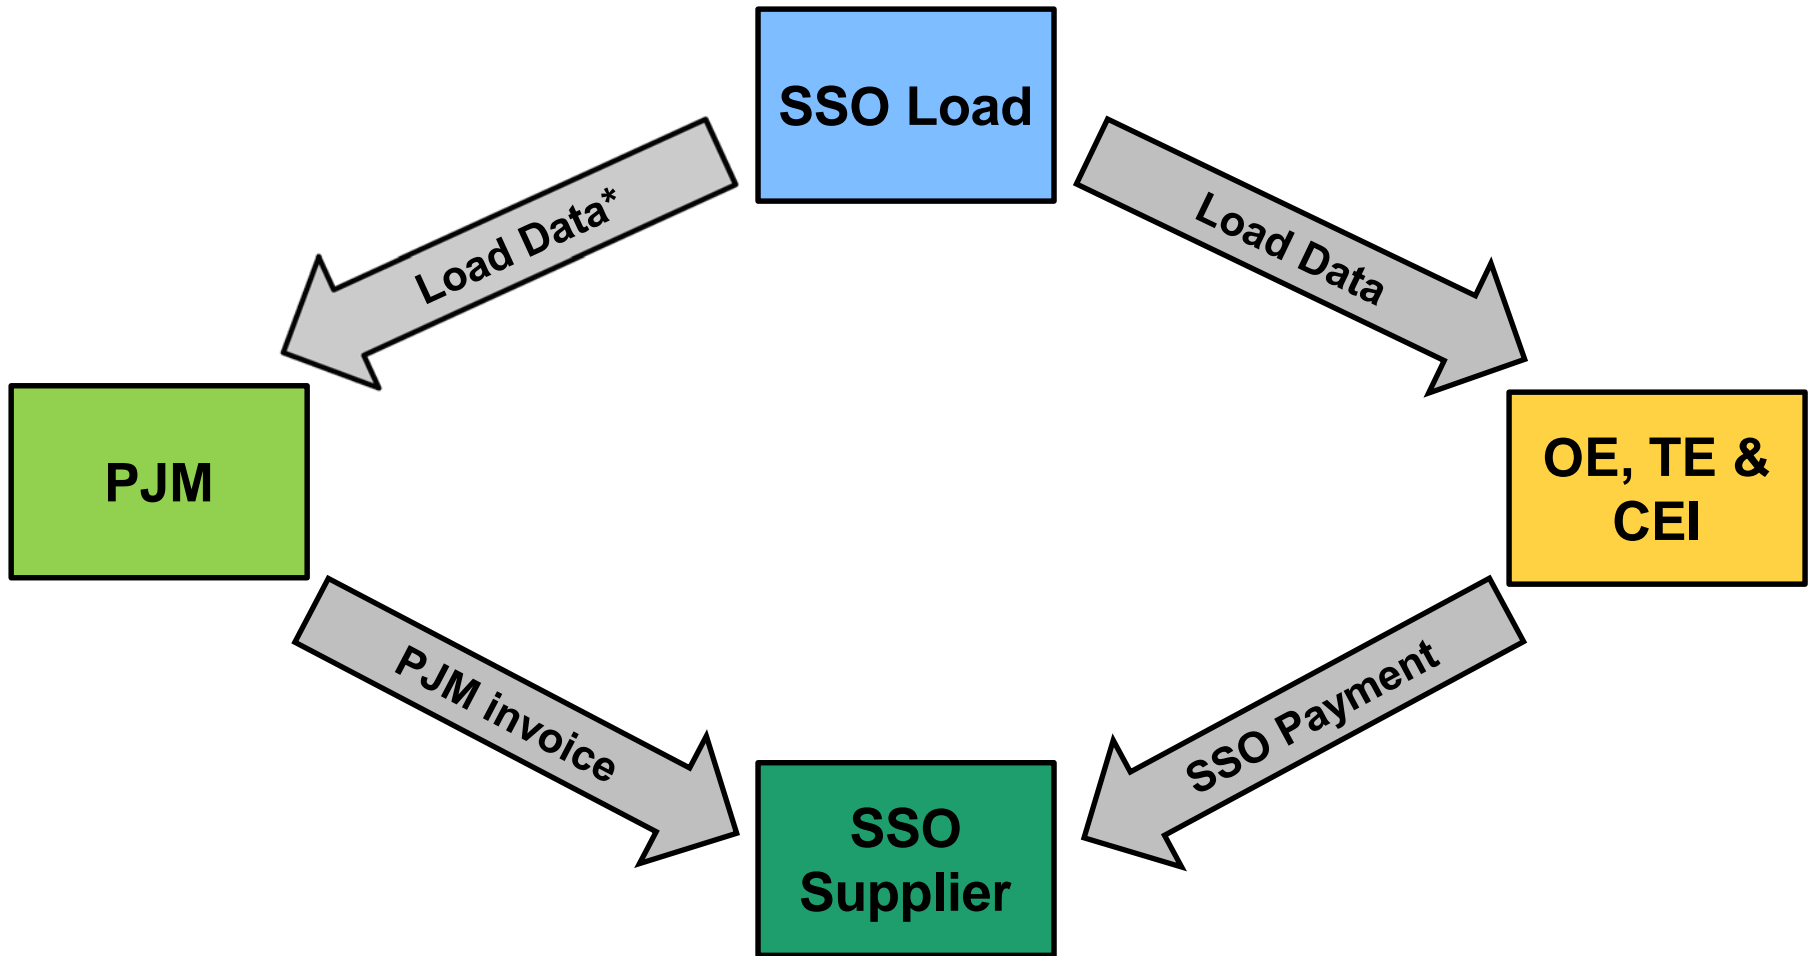 SSO Load
Load Data*
Load Data
PJM
OE, TE &
CEI
PJM invoice
SSO Payment
SSO
Supplier